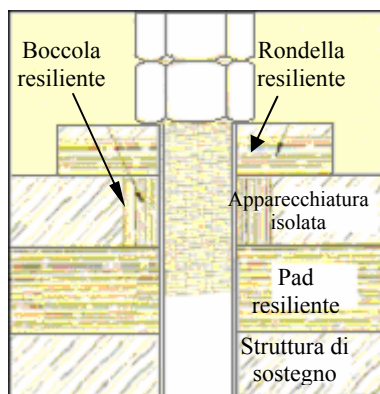 Boccola
resiliente
Rondella
resiliente
Apparecchiatura
isolata
Pad
resiliente
Struttura di
sostegno